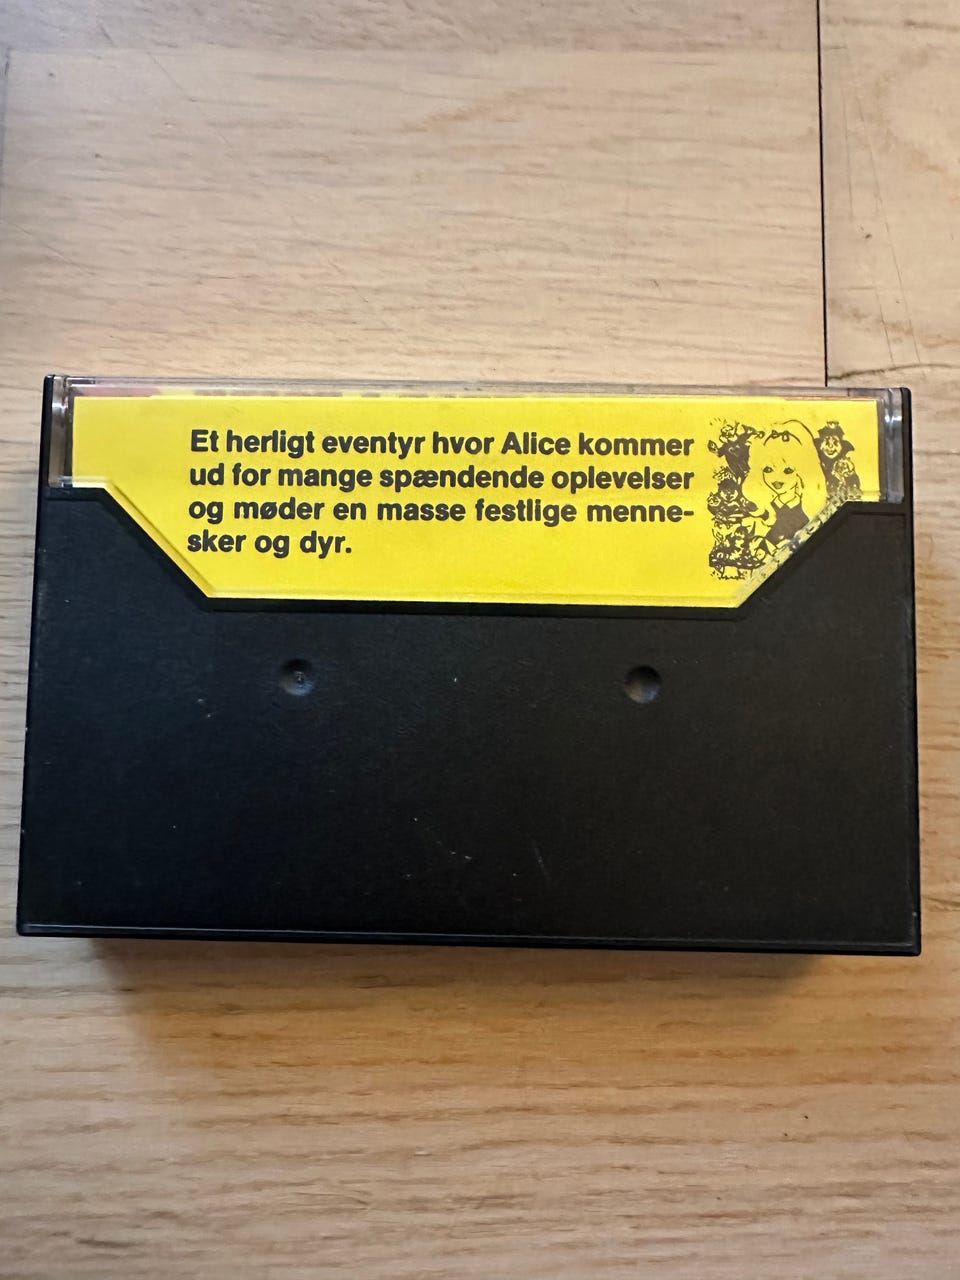 Et herligt eventyr hvor Alice kommer
ud for mange spændende oplevelser
og møder en masse festlige menne-
sker og dyr.